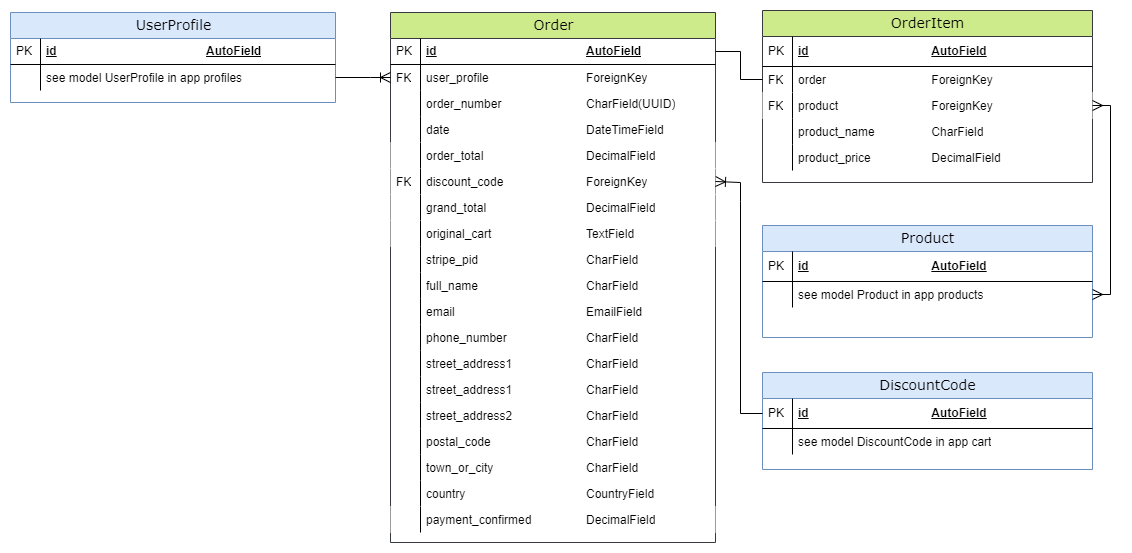 UserProfile
PK id AutoField
see model UserProfile in app profiles
Order
PK id AutoField
FK user_profile ForeignKey
order_number CharField(UUID)
date DateTimeField
order_total DecimalField
FK discount_code ForeignKey
grand_total DecimalField
original_cart TextField
stripe_pid CharField
full_name CharField
email EmailField
phone_number CharField
street_address1 CharField
street_address1 CharField
street_address2 CharField
postal_code CharField
town_or_city CharField
country CountryField
payment_confirmed DecimalField
OrderItem
PK id AutoField
FK order ForeignKey
FK product ForeignKey
product_name CharField
product_price DecimalField
Product
PK id AutoField
see model Product in app products
DiscountCode
PK id AutoField
see model DiscountCode in app cart